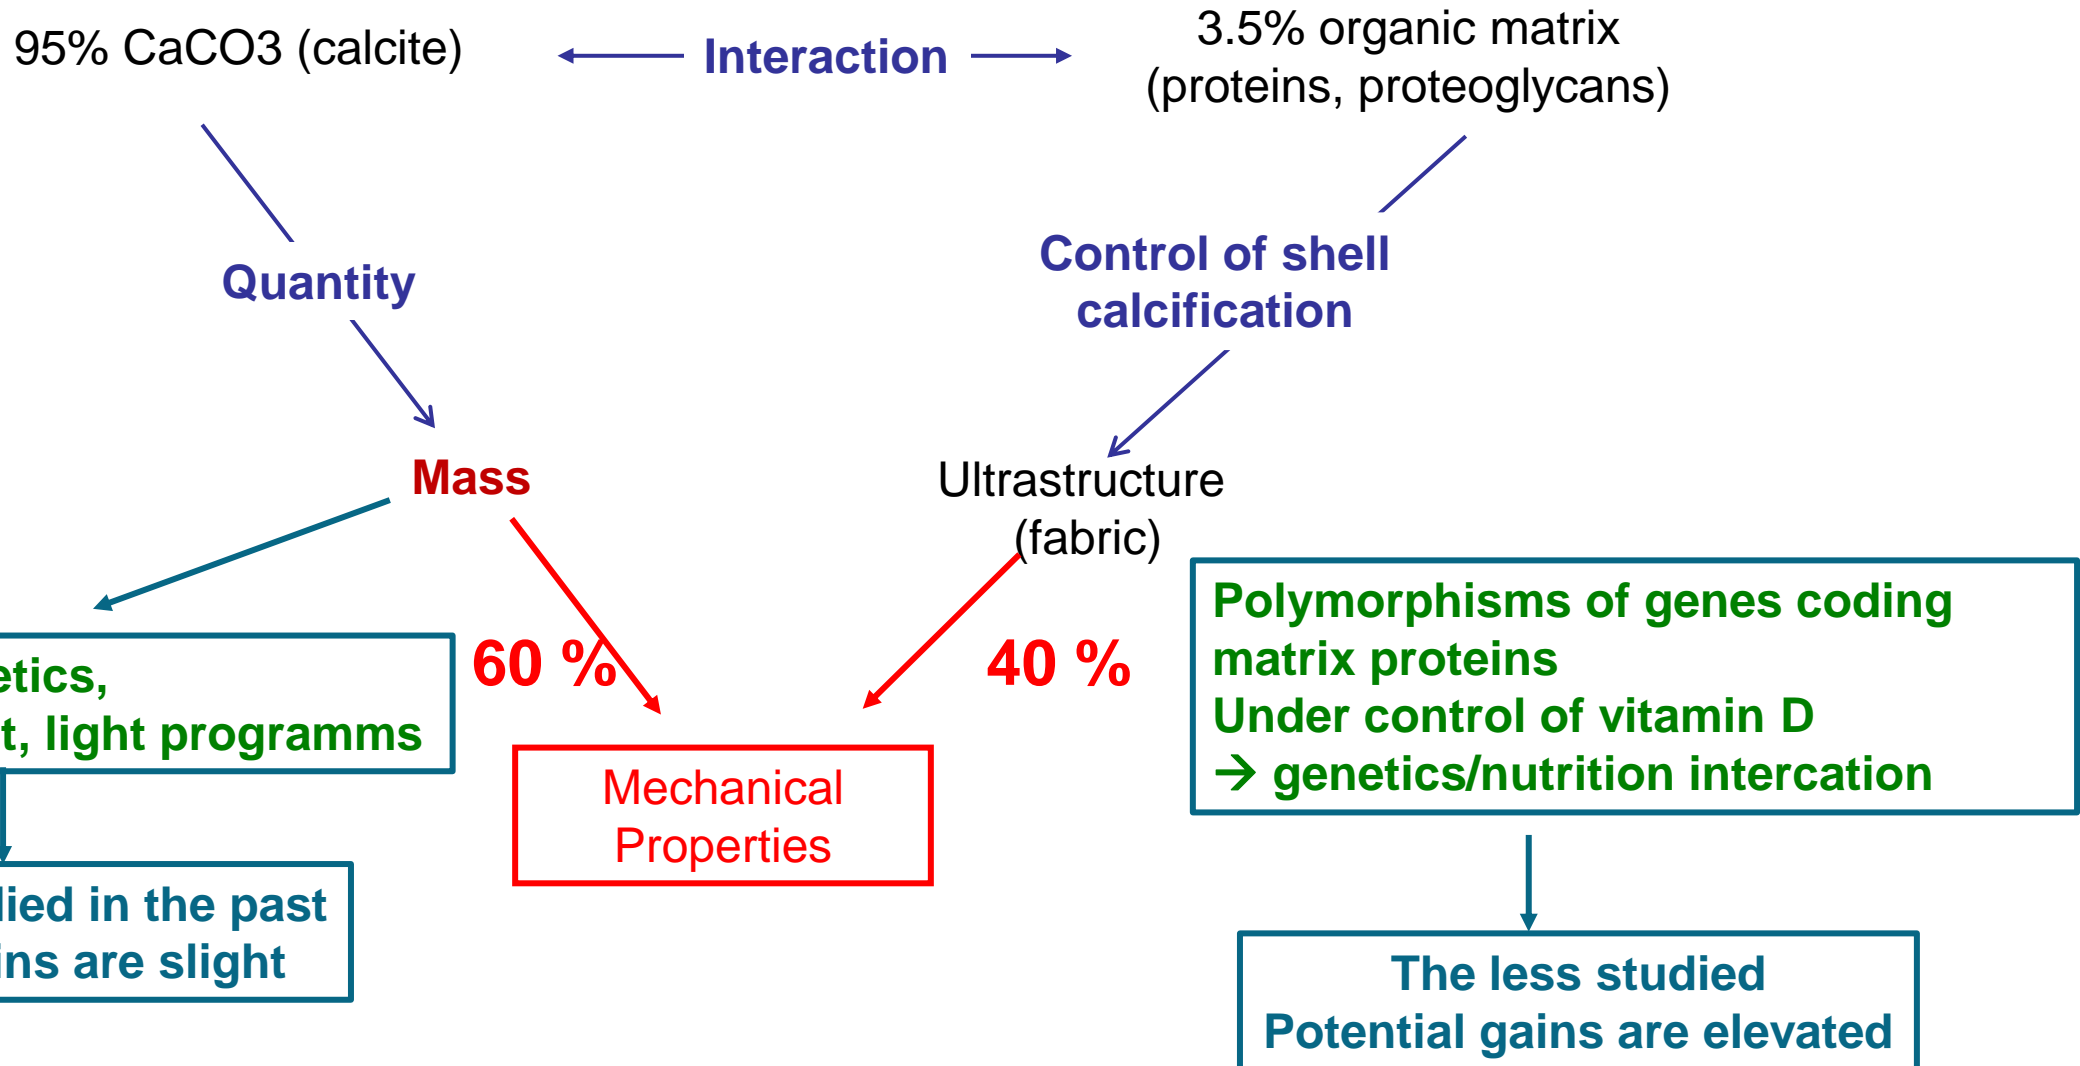 95% CaCO3 (calcite)
Interaction
3.5% organic matrix
(proteins, proteoglycans)
Quantity
Control of shell
calcification
Mass
Ultrastructure
(fabric)
60 %
40 %
etics,
t, light programms
Mechanical
Properties
Polymorphisms of genes coding
matrix proteins
Under control of vitamin D
→ genetics/nutrition intercation
lied in the past
ins are slight
The less studied
Potential gains are elevated